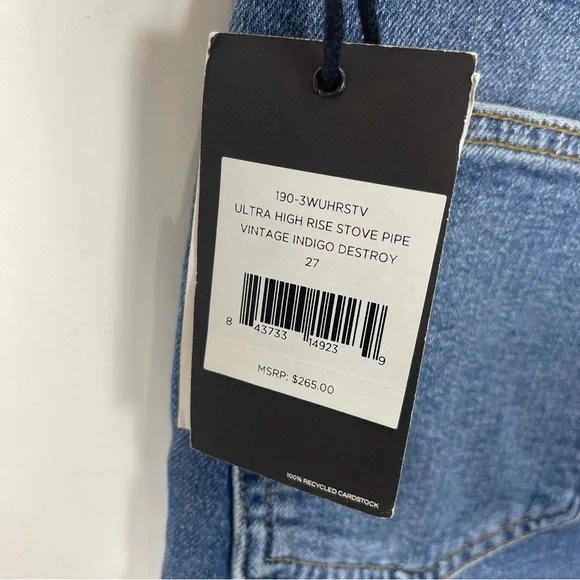 190-3WUHRSTV
ULTRA HIGH RISE STOVE PIPE
VINTAGE INDIGO DESTROY
27
8 43733 14923 9
MSRP: $265.00
100% RECYCLED CARDSTOCK